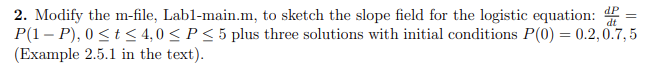 2. Modify the m-file, Lab1-main.m, to sketch the slope field for the logistic equation: dP/dt =
P(1 − P), 0 ≤ t ≤ 4, 0 ≤ P ≤ 5 plus three solutions with initial conditions P(0) = 0.2, 0.7, 5
(Example 2.5.1 in the text).